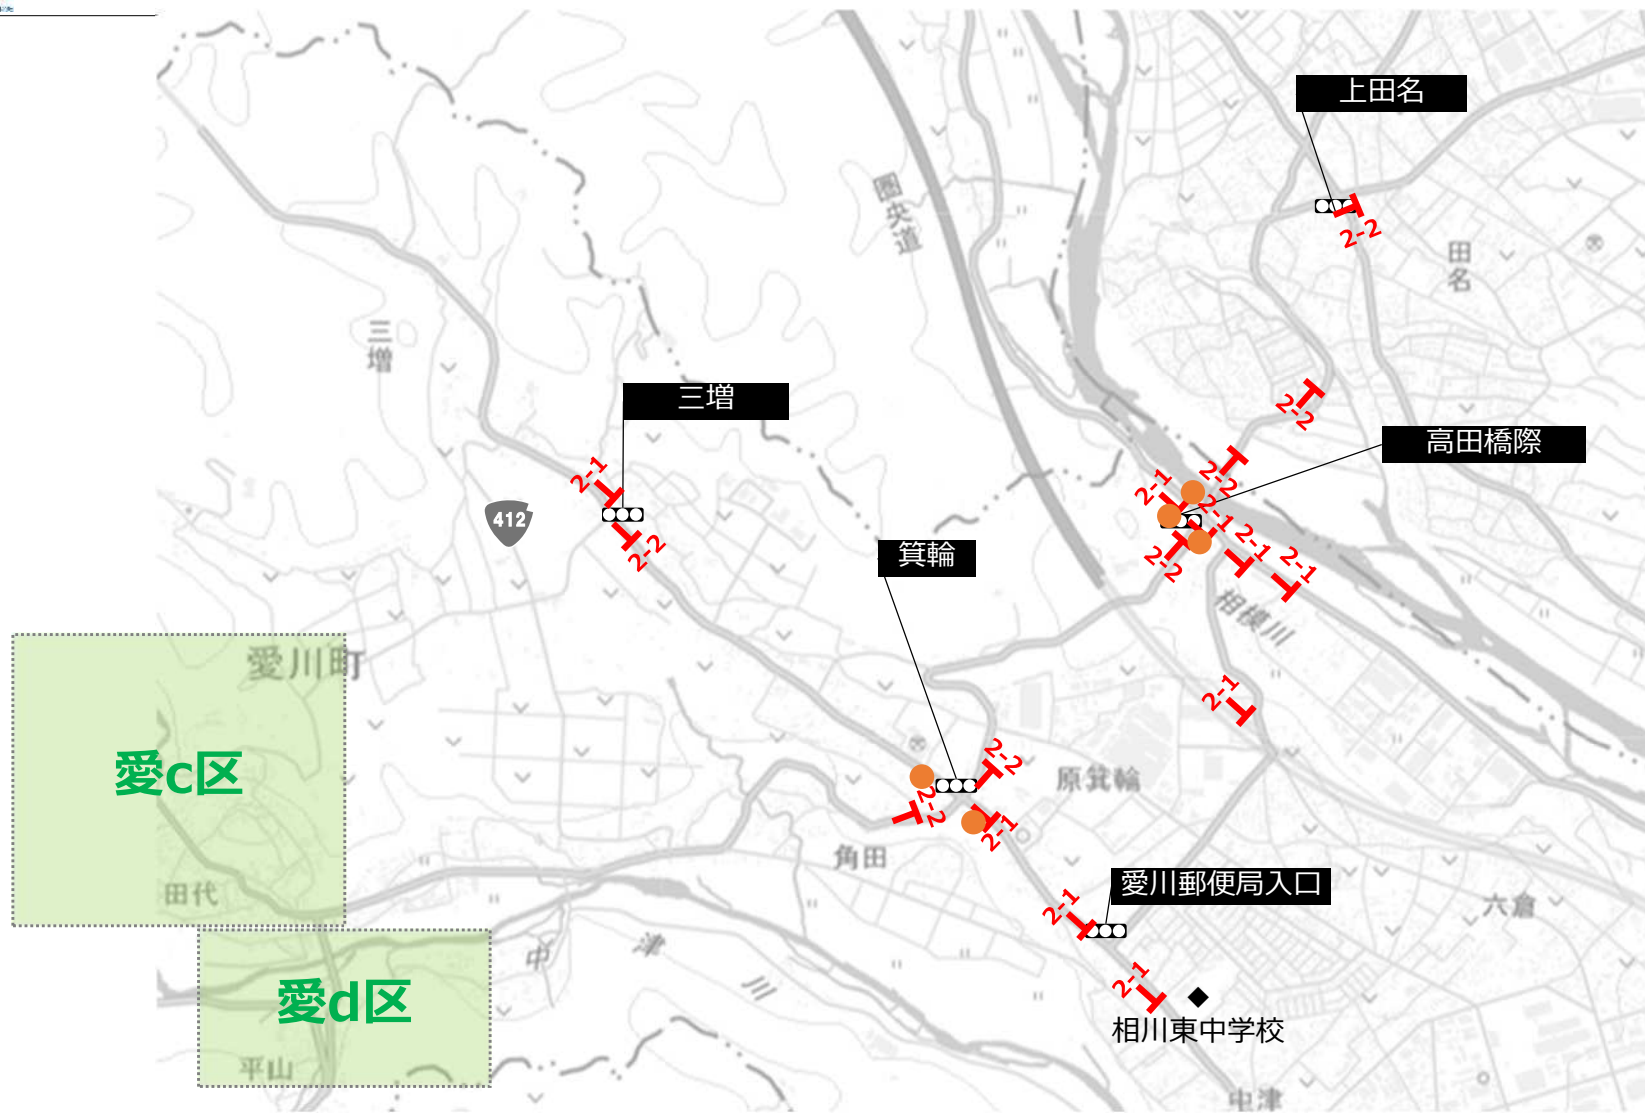 上田名
2-2
圏央道
田名
三増
三増
2-2
高田橋際
2-1
2-2
2-1
2-1
2-1
2-2
2-1
412
2-2
箕輪
相模川
愛川町
2-1
愛c区
2-2
原箕輪
2-2
2-1
角田
愛川郵便局入口
田代
2-1
六倉
中津川
2-1
愛d区
相川東中学校
平山
中津